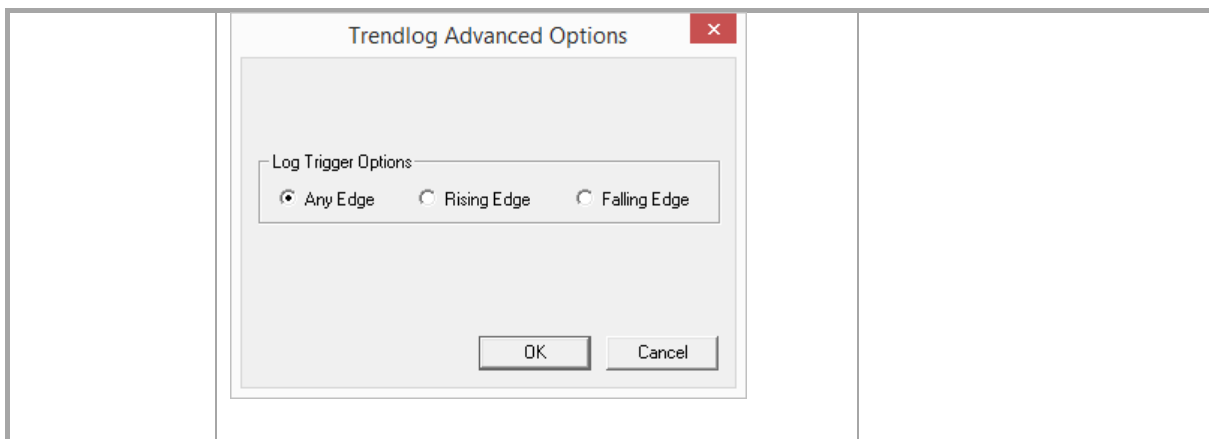 Trendlog Advanced Options
Log Trigger Options
Any Edge Rising Edge Falling Edge
OK Cancel